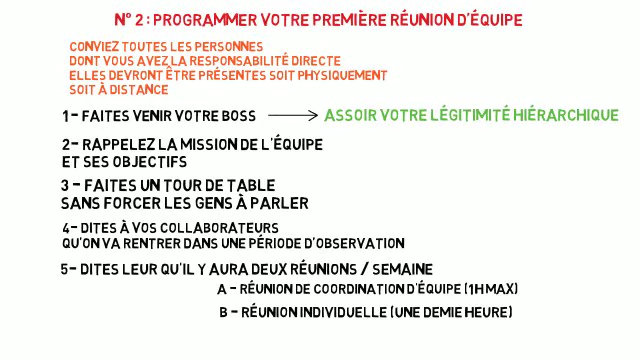 N° 2 : PROGRAMMER VOTRE PREMIÈRE RÉUNION D'ÉQUIPE
CONVIEZ TOUTES LES PERSONNES
DONT VOUS AVEZ LA RESPONSABILITÉ DIRECTE
ELLES DEVRONT ÊTRE PRÉSENTES SOIT PHYSIQUEMENT
SOIT À DISTANCE
1 - FAITES VENIR VOTRE BOSS → ASSOIR VOTRE LÉGITIMITÉ HIÉRARCHIQUE
2 - RAPPELEZ LA MISSION DE L'ÉQUIPE
ET SES OBJECTIFS
3 - FAITES UN TOUR DE TABLE
SANS FORCER LES GENS À PARLER
4 - DITES À VOS COLLABORATEURS
QU'ON VA RENTRER DANS UNE PÉRIODE D'OBSERVATION
5 - DITES LEUR QU'IL Y AURA DEUX RÉUNIONS / SEMAINE
A - RÉUNION DE COORDINATION D'ÉQUIPE (1H MAX)
B - RÉUNION INDIVIDUELLE (UNE DEMIE HEURE)